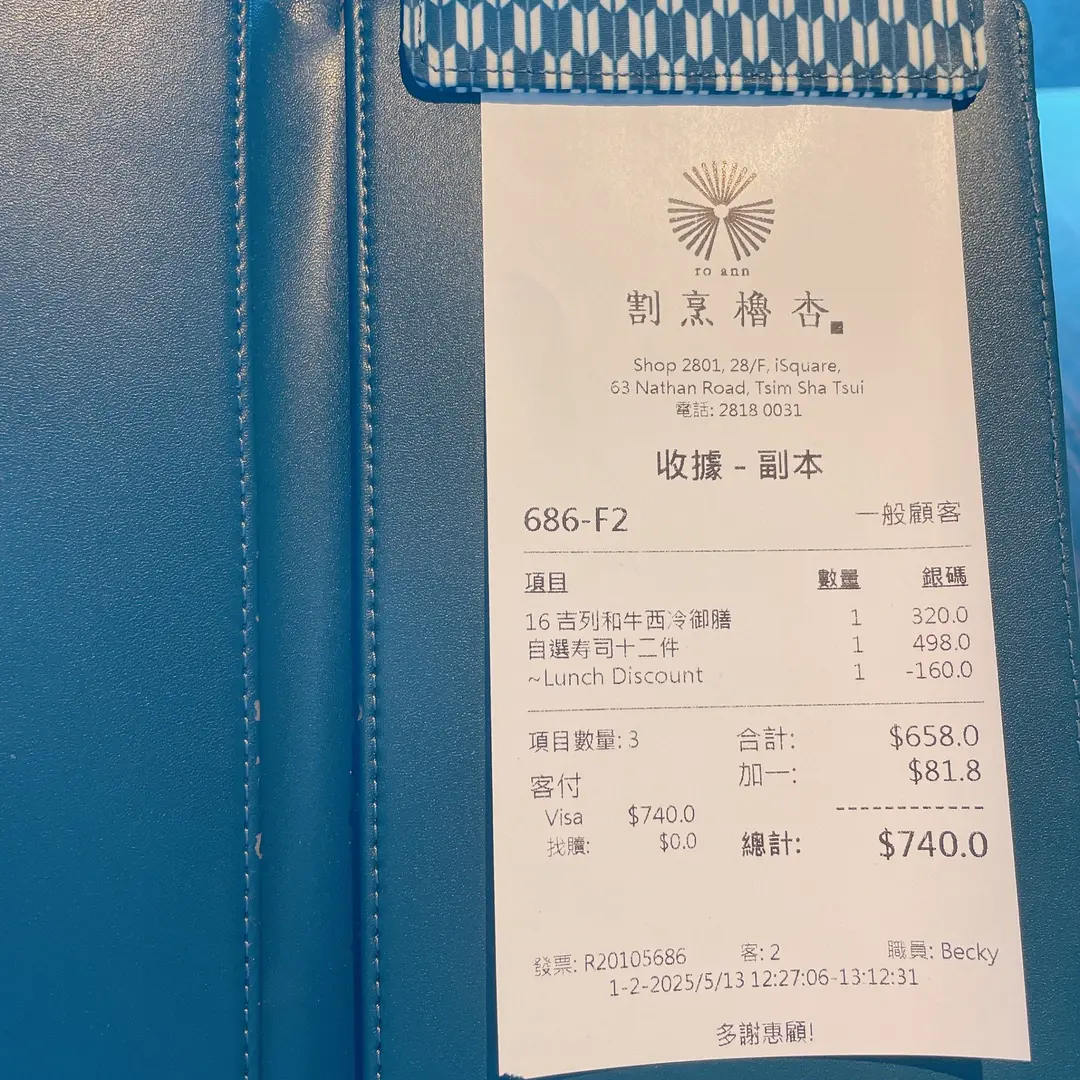 ro ann
割烹櫓杏
Shop 2801, 28/F, iSquare,
63 Nathan Road, Tsim Sha Tsui
電話: 2818 0031
收據 - 副本
686-F2 一般顧客
項目 數量 銀碼
16 吉列和牛西冷御膳 1 320.0
自選寿司十二件 1 498.0
~Lunch Discount 1 -160.0
項目數量: 3 合計: $658.0
客付 加一: $81.8
Visa $740.0
找贖: $0.0 總計: $740.0
發票: R20105686 客: 2 職員: Becky
1-2-2025/5/13 12:27:06-13:12:31
多謝惠顧!